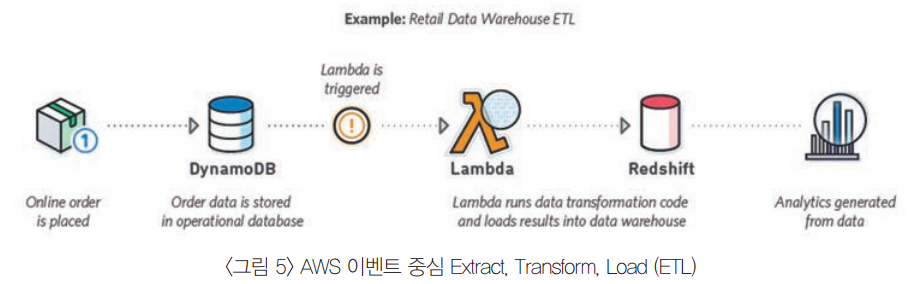 Example: Retail Data Warehouse ETL
Lambda is
triggered
1
!
DynamoDB
Lambda
Redshift
Online order
is placed
Order data is stored
in operational database
Lambda runs data transformation code
and loads results into data warehouse
Analytics generated
from data
<그림 5> AWS 이벤트 중심 Extract, Transform, Load (ETL)